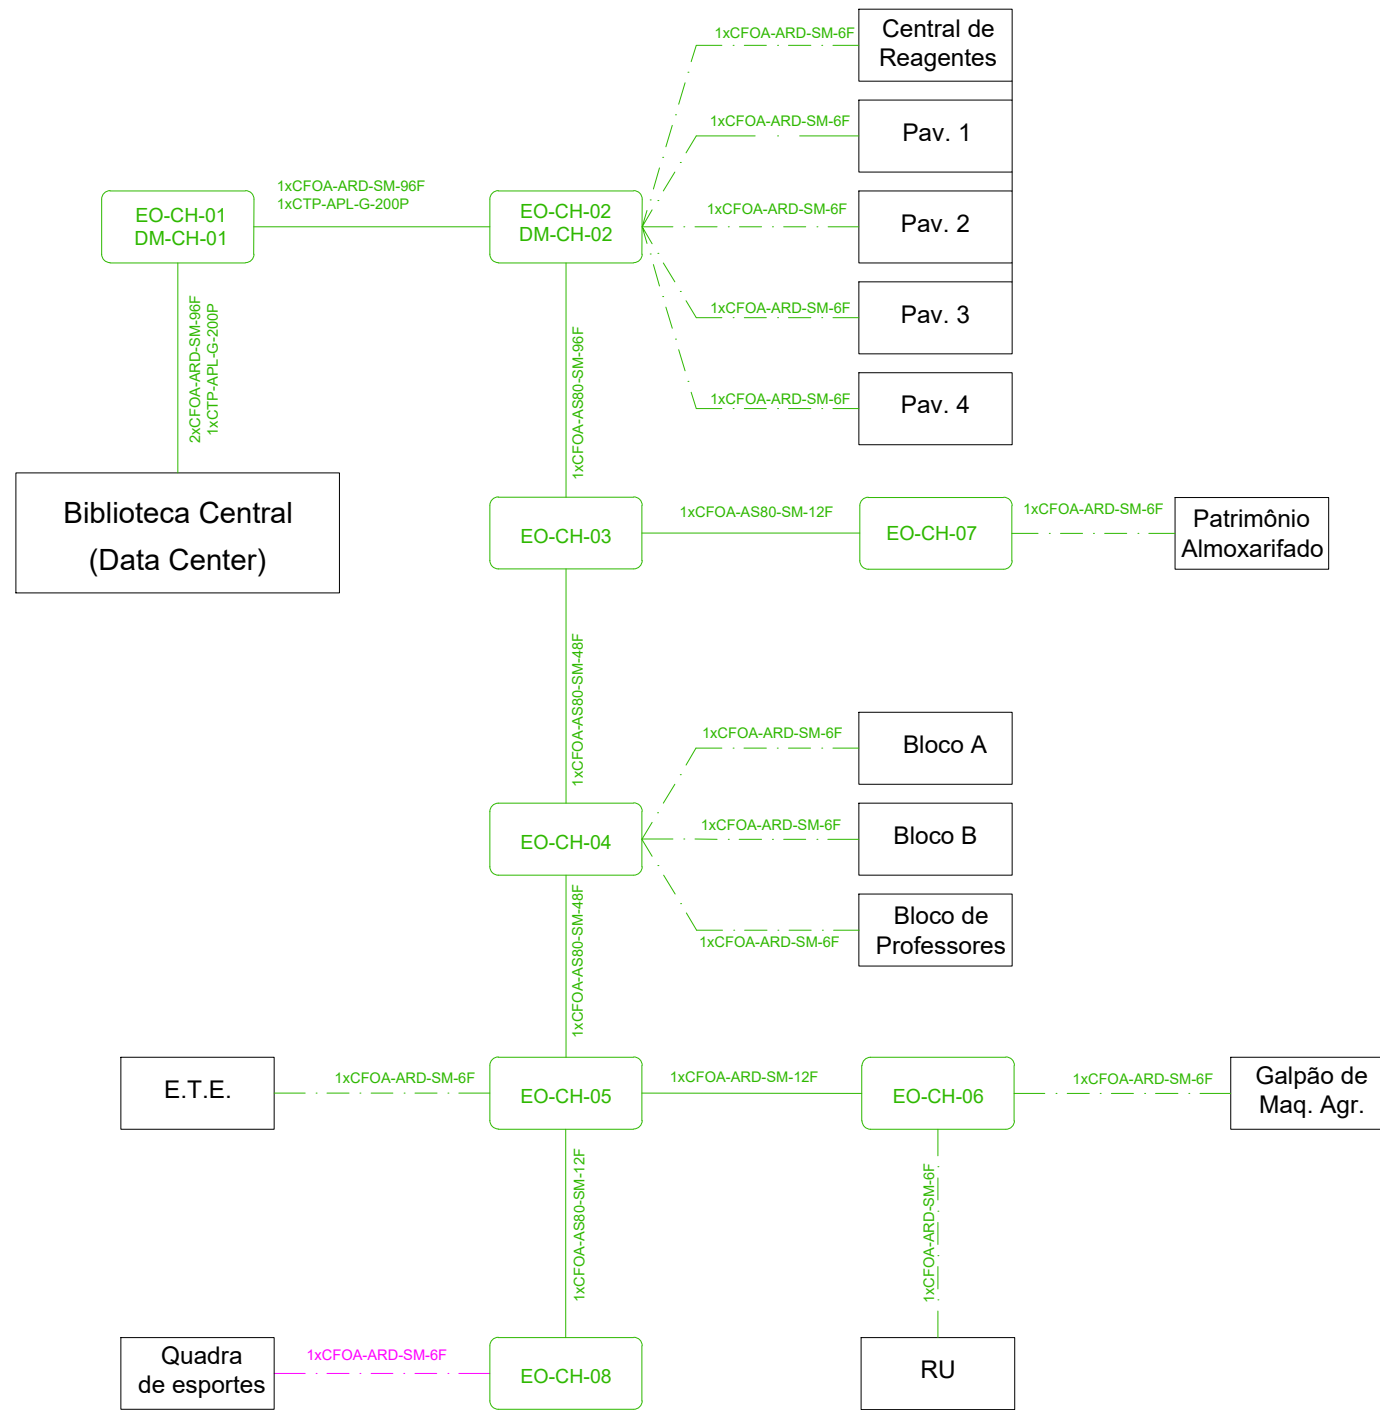 1xCFOA-ARD-SM-6F
Central de
Reagentes
1xCFOA-ARD-SM-6F
Pav. 1
1xCFOA-ARD-SM-96F
1xCTP-APL-G-200P
EO-CH-01
DM-CH-01
EO-CH-02
DM-CH-02
1xCFOA-ARD-SM-6F
Pav. 2
1xCFOA-ARD-SM-6F
Pav. 3
2xCFOA-ARD-SM-96F
1xCTP-APL-G-200P
1xCFOA-AS80-SM-96F
1xCFOA-ARD-SM-6F
Pav. 4
Biblioteca Central
(Data Center)
EO-CH-03
1xCFOA-AS80-SM-12F
EO-CH-07
1xCFOA-ARD-SM-6F
Patrimônio
Almoxarifado
1xCFOA-AS80-SM-48F
1xCFOA-ARD-SM-6F
Bloco A
EO-CH-04
1xCFOA-ARD-SM-6F
Bloco B
1xCFOA-ARD-SM-6F
Bloco de
Professores
1xCFOA-AS80-SM-48F
E.T.E.
1xCFOA-ARD-SM-6F
EO-CH-05
1xCFOA-ARD-SM-12F
EO-CH-06
1xCFOA-ARD-SM-6F
Galpão de
Maq. Agr.
1xCFOA-AS80-SM-12F
1xCFOA-ARD-SM-6F
Quadra
de esportes
1xCFOA-ARD-SM-6F
EO-CH-08
RU